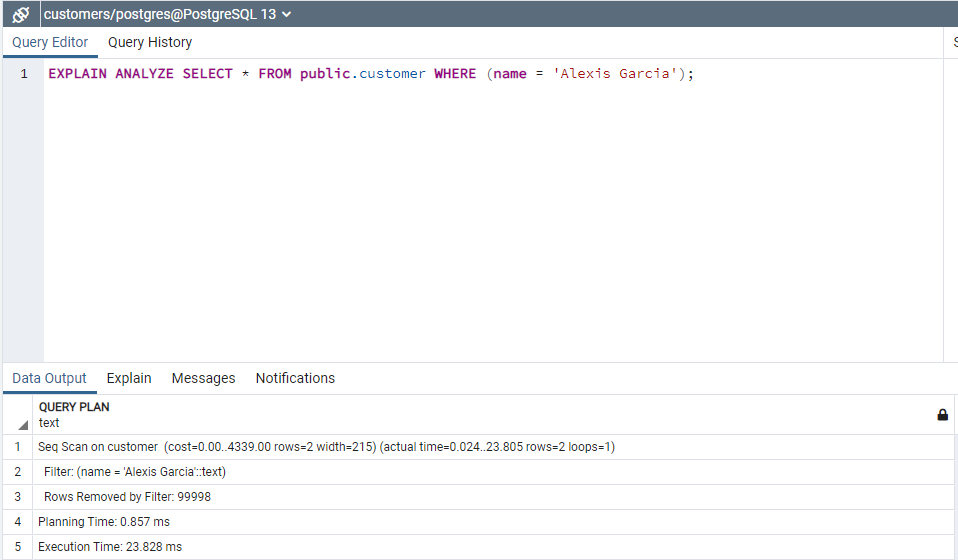 customers/postgres@PostgreSQL 13
Query Editor Query History S
1 EXPLAIN ANALYZE SELECT * FROM public.customer WHERE (name = 'Alexis Garcia');
Data Output Explain Messages Notifications
QUERY PLAN
text
1 Seq Scan on customer (cost=0.00..4339.00 rows=2 width=215) (actual time=0.024..23.805 rows=2 loops=1)
2 Filter: (name = 'Alexis Garcia'::text)
3 Rows Removed by Filter: 99998
4 Planning Time: 0.857 ms
5 Execution Time: 23.828 ms